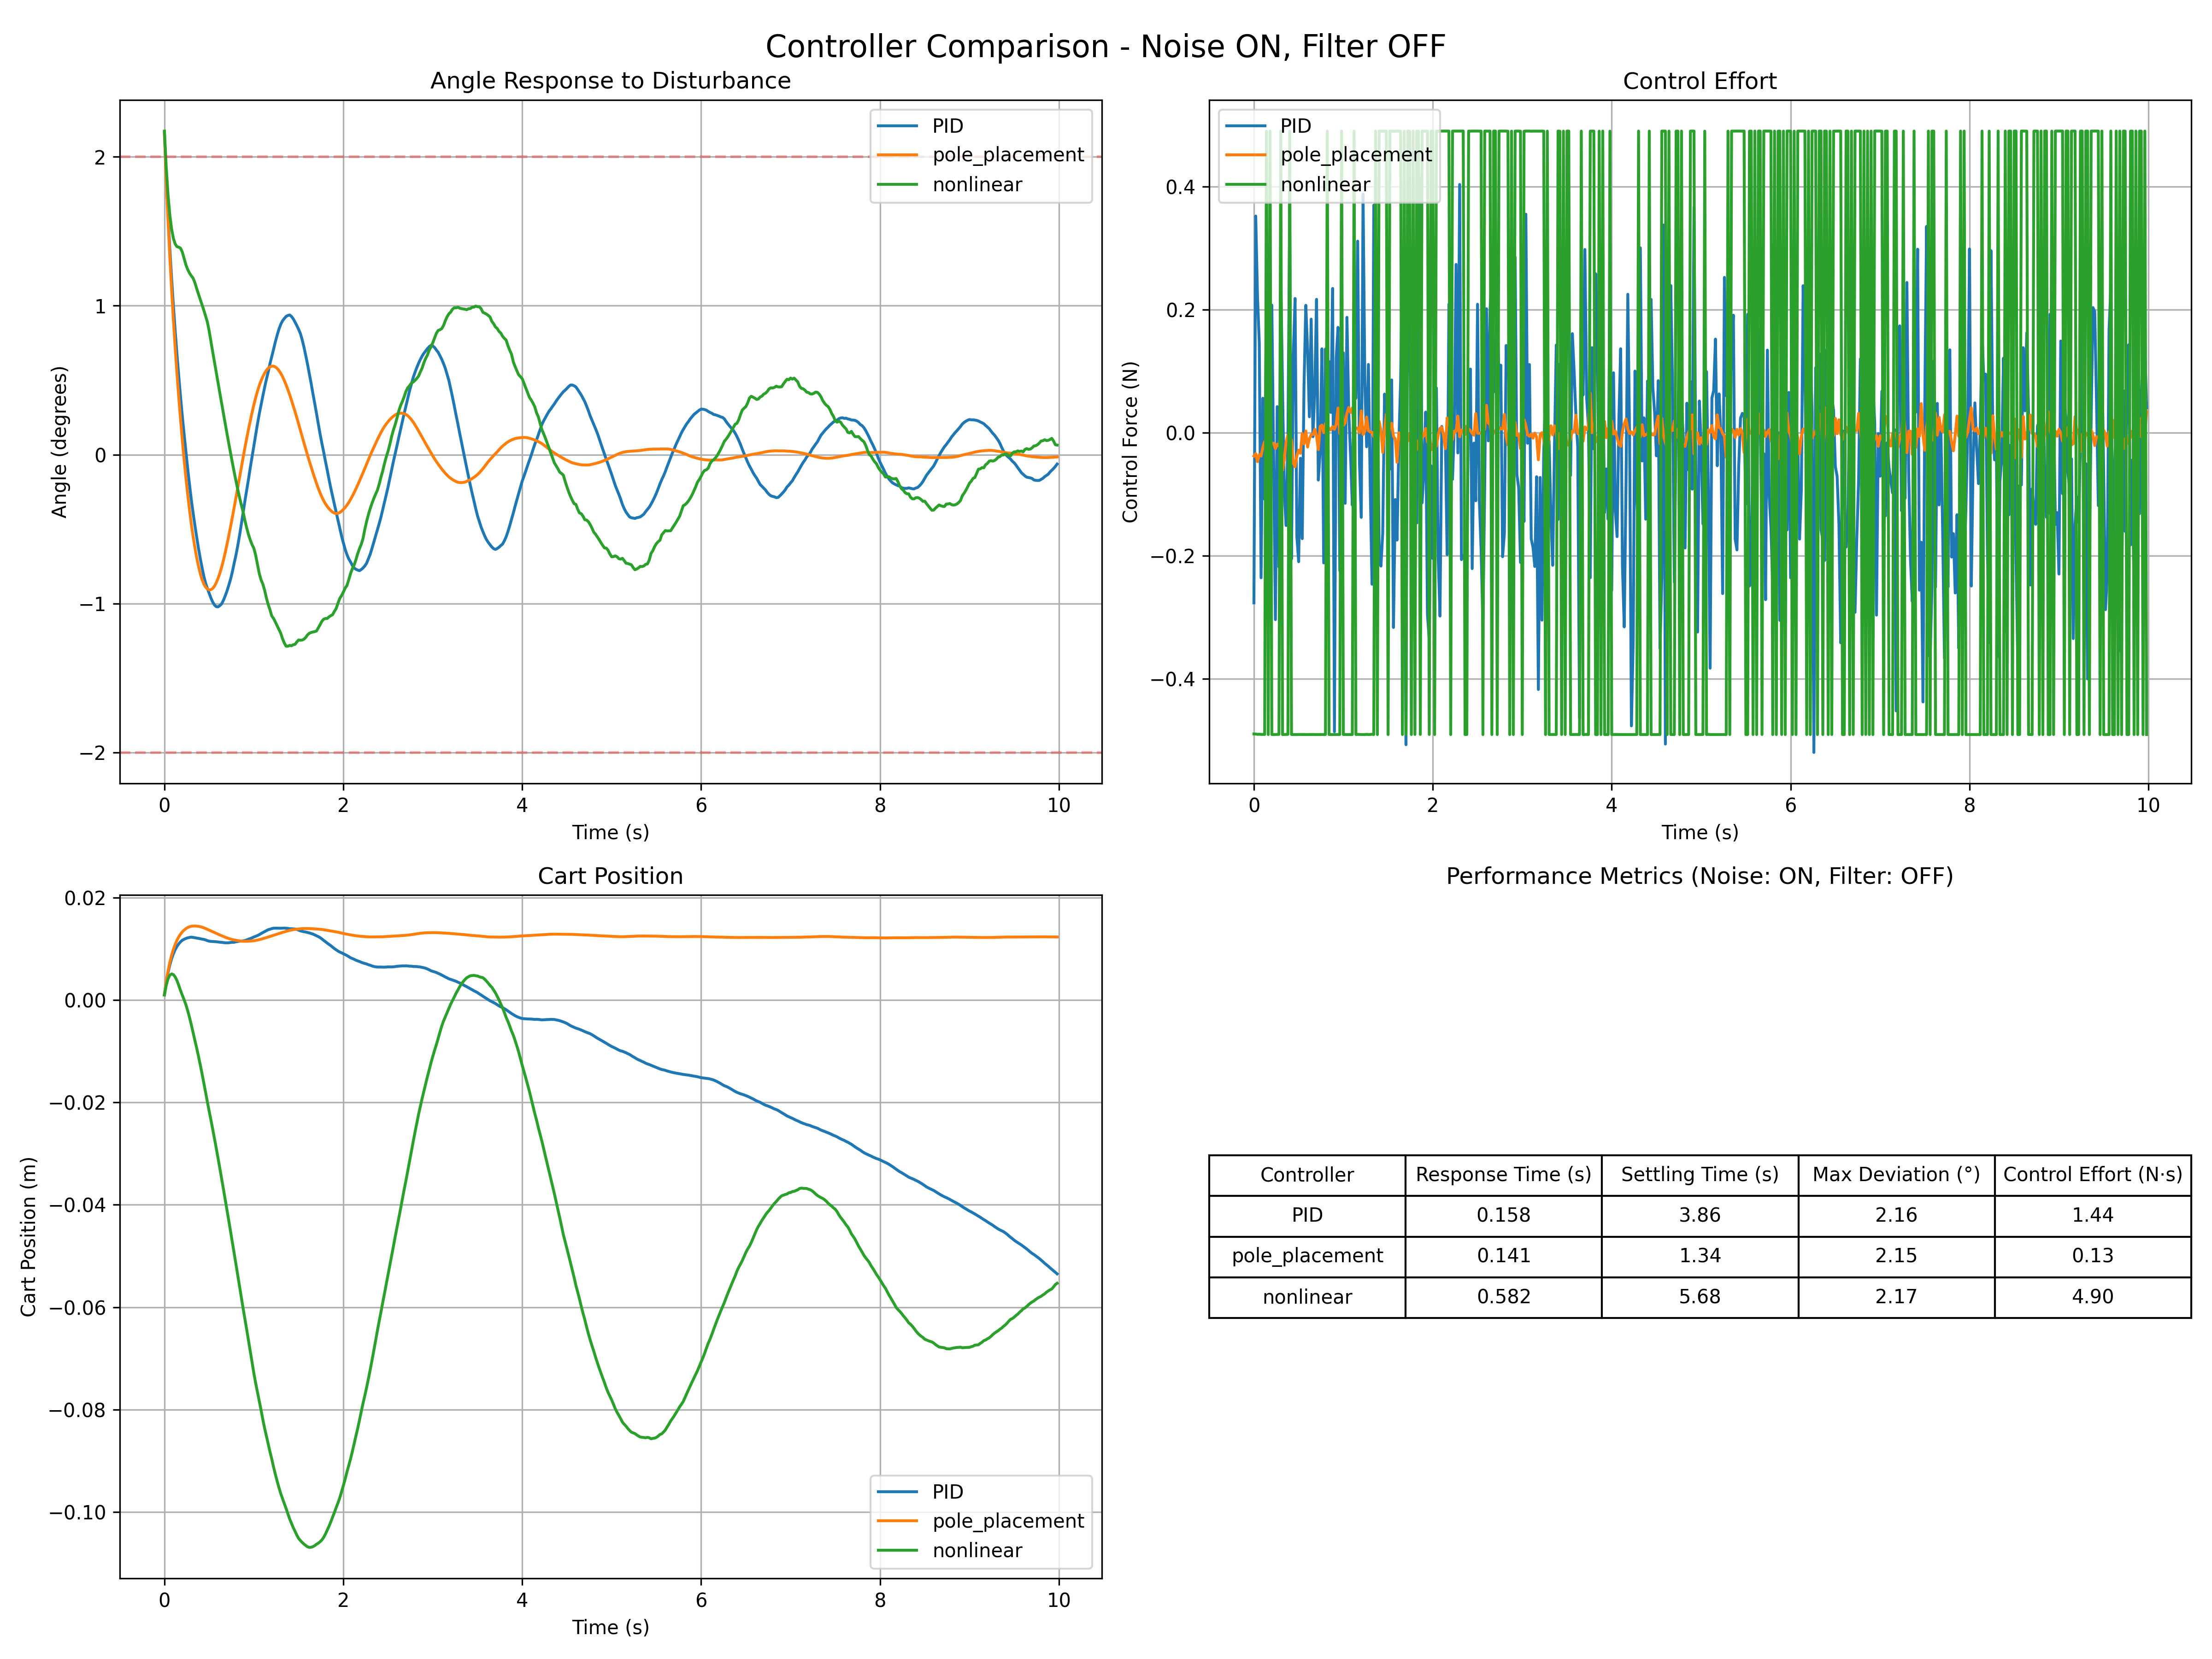 Controller Comparison - Noise ON, Filter OFF
Angle Response to Disturbance
PID
pole_placement
nonlinear
2
1
0
−1
−2
Angle (degrees)
0 2 4 6 8 10
Time (s)
Control Effort
PID
pole_placement
nonlinear
0.4
0.2
0.0
−0.2
−0.4
Control Force (N)
0 2 4 6 8 10
Time (s)
Cart Position
0.02
0.00
−0.02
−0.04
−0.06
−0.08
−0.10
Cart Position (m)
PID
pole_placement
nonlinear
0 2 4 6 8 10
Time (s)
Performance Metrics (Noise: ON, Filter: OFF)
Controller Response Time (s) Settling Time (s) Max Deviation (°) Control Effort (N·s)
PID 0.158 3.86 2.16 1.44
pole_placement 0.141 1.34 2.15 0.13
nonlinear 0.582 5.68 2.17 4.90